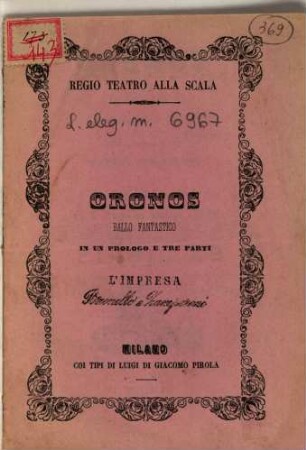 143
369
REGIO TEATRO ALLA SCALA
L. eleg. m. 6967
ORONOS
BALLO FANTASTICO
IN UN PROLOGO E TRE PARTI
L'IMPRESA
MILANO
COI TIPI DI LUIGI DI GIACOMO PIROLA